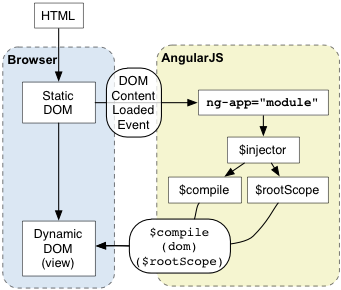 HTML
Browser
AngularJS
Static
DOM
DOM
Content
Loaded
Event
ng-app="module"
$injector
$compile
$rootScope
Dynamic
DOM
(view)
$compile
(dom)
($rootScope)